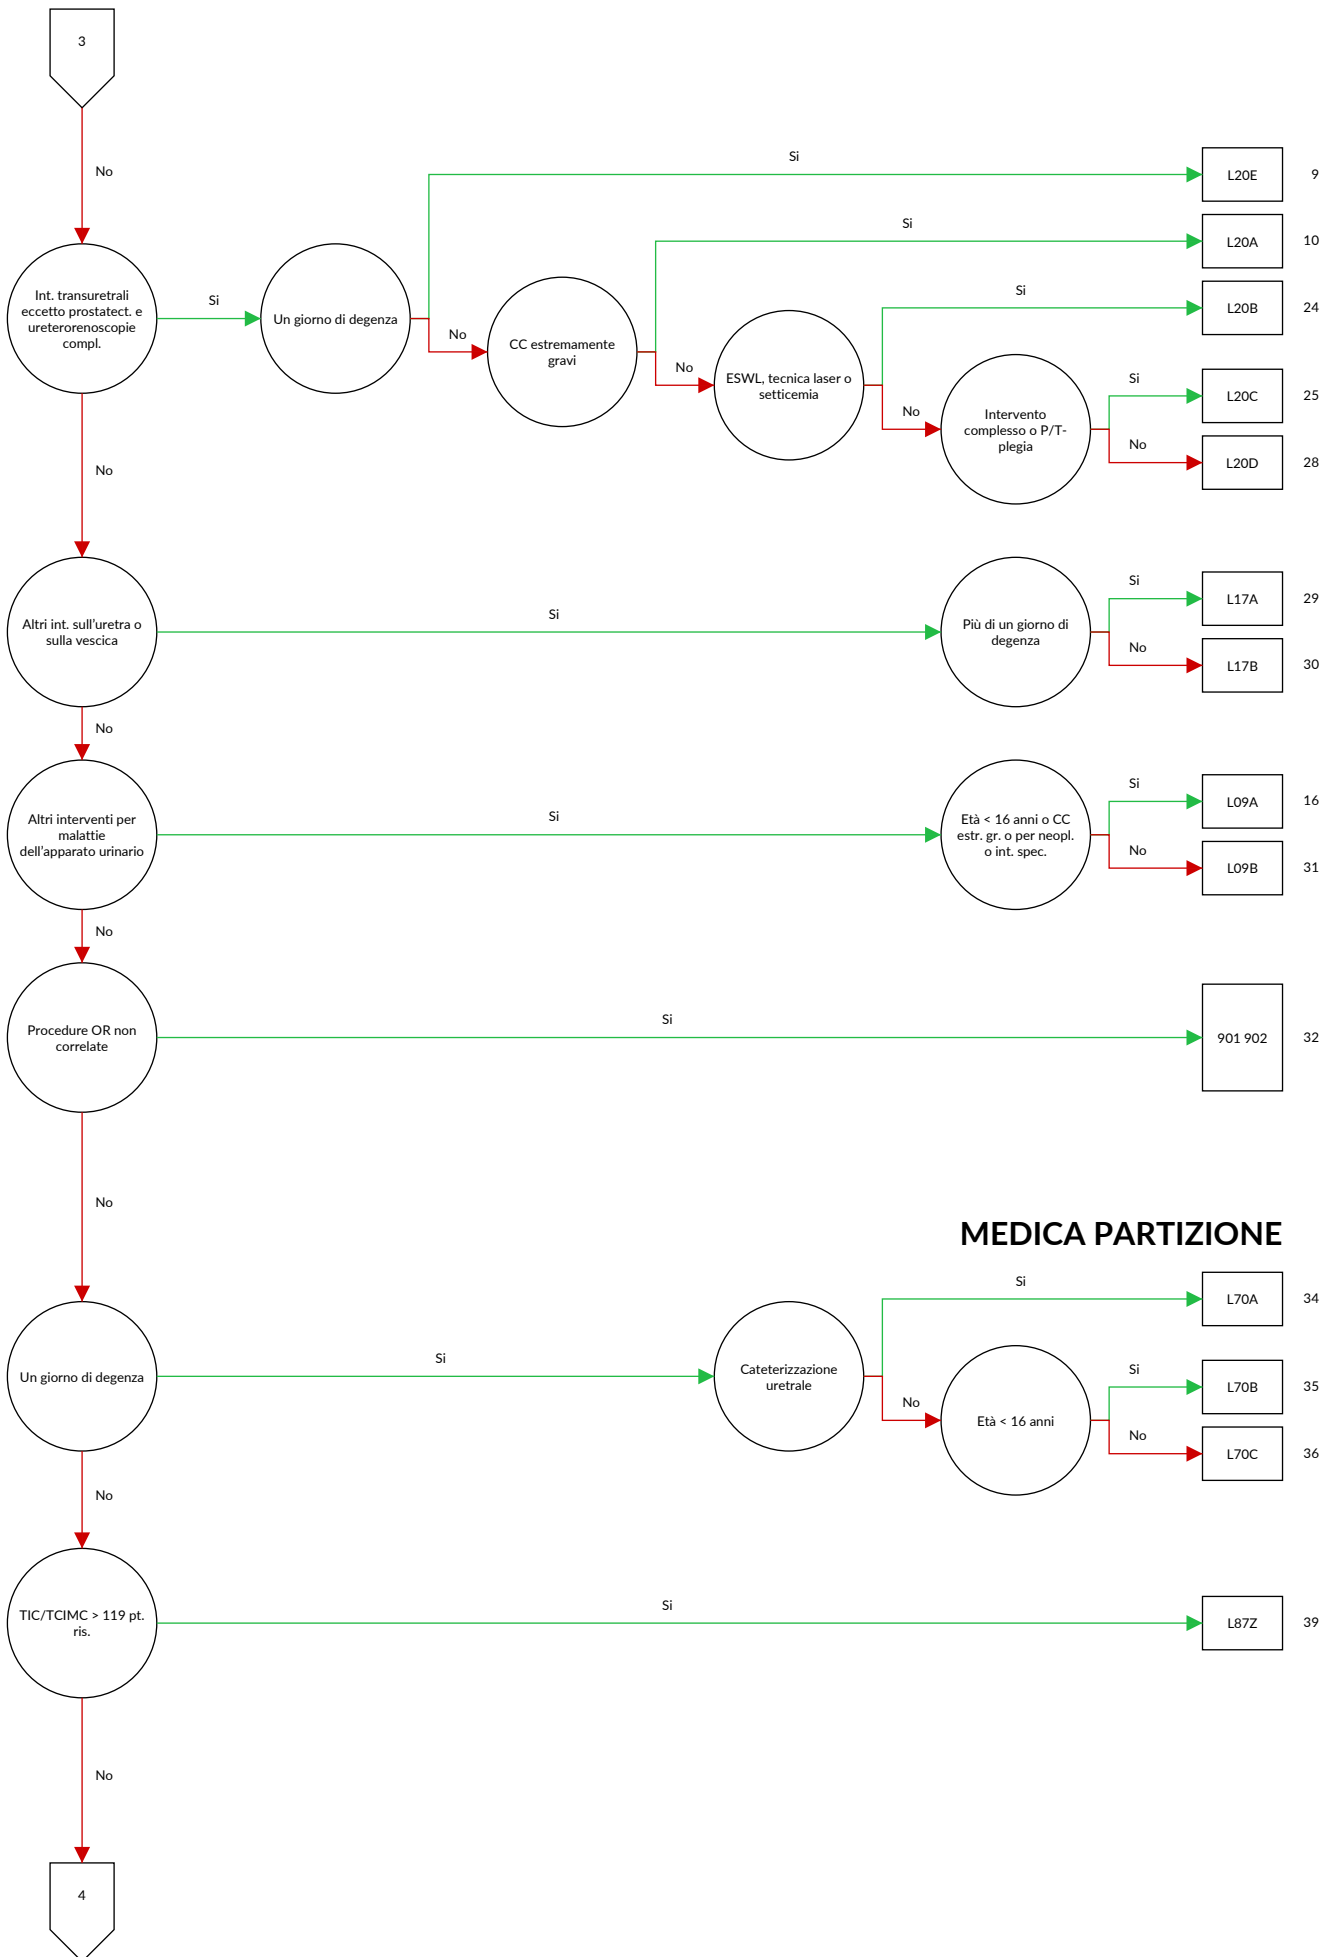 3
No
Si
L20E
9
Si
L20A
10
Int. transuretrali
eccetto prostatect. e
ureterorenoscopie
compl.
Si
Un giorno di degenza
No
CC estremamente
gravi
No
ESWL, tecnica laser o
setticemia
Si
L20B
24
No
Intervento
complesso o P/T-
plegia
Si
L20C
25
No
L20D
28
No
Altri int. sull'uretra o
sulla vescica
Si
Più di un giorno di
degenza
Si
L17A
29
No
L17B
30
No
Altri interventi per
malattie
dell'apparato urinario
Si
Età < 16 anni o CC
estr. gr. o per neopl.
o int. spec.
Si
L09A
16
No
L09B
31
No
Procedure OR non
correlate
Si
901 902
32
No
MEDICA PARTIZIONE
Un giorno di degenza
Si
Cateterizzazione
uretrale
Si
L70A
34
No
Età < 16 anni
Si
L70B
35
No
L70C
36
No
TIC/TCIMC > 119 pt.
ris.
Si
L87Z
39
No
4